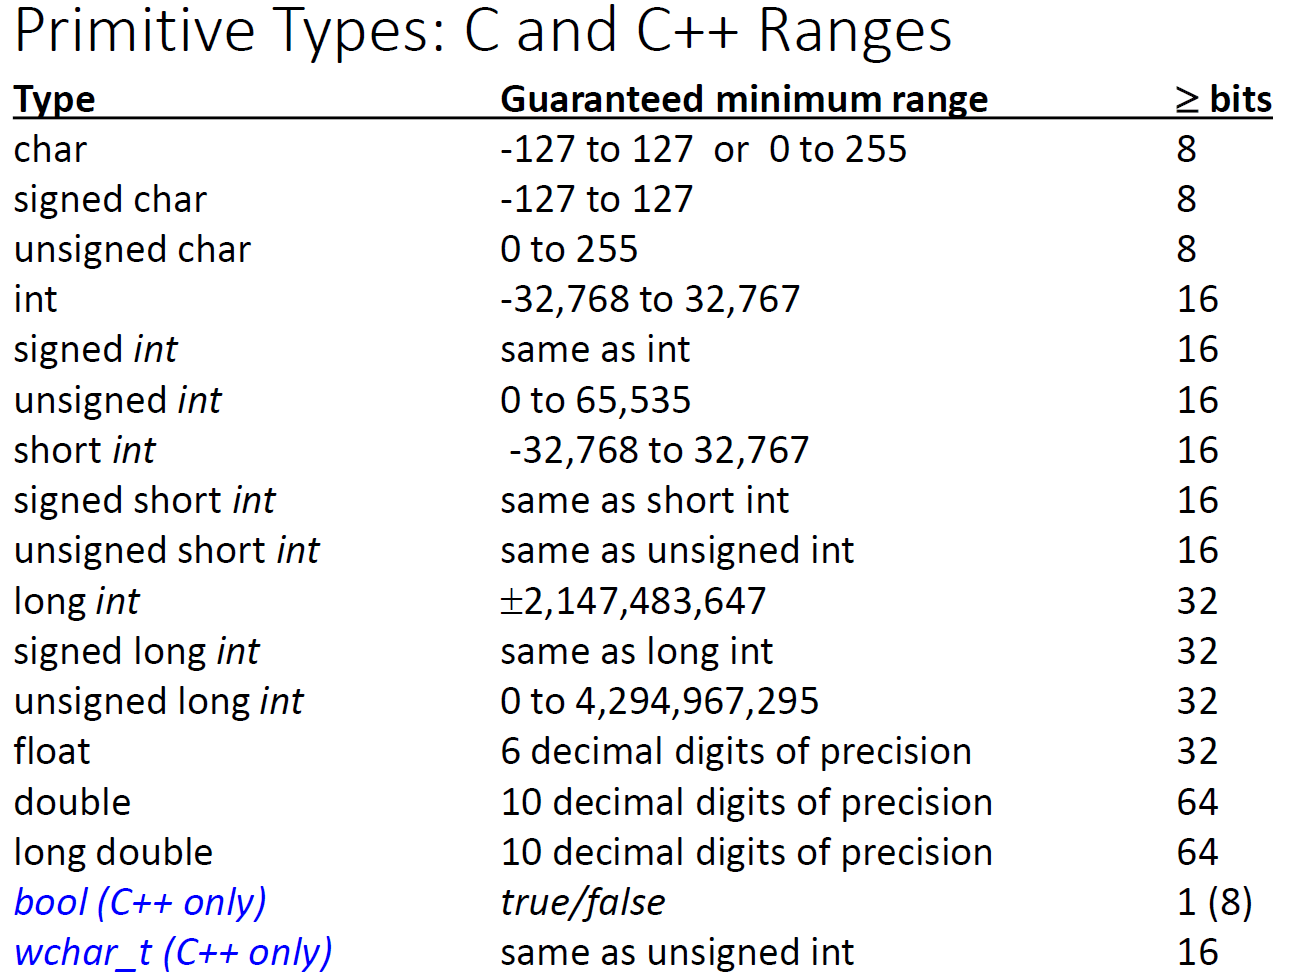 Primitive Types: C and C++ Ranges
Type Guaranteed minimum range ≥ bits
char -127 to 127 or 0 to 255 8
signed char -127 to 127 8
unsigned char 0 to 255 8
int -32,768 to 32,767 16
signed int same as int 16
unsigned int 0 to 65,535 16
short int -32,768 to 32,767 16
signed short int same as short int 16
unsigned short int same as unsigned int 16
long int ±2,147,483,647 32
signed long int same as long int 32
unsigned long int 0 to 4,294,967,295 32
float 6 decimal digits of precision 32
double 10 decimal digits of precision 64
long double 10 decimal digits of precision 64
bool (C++ only) true/false 1 (8)
wchar_t (C++ only) same as unsigned int 16